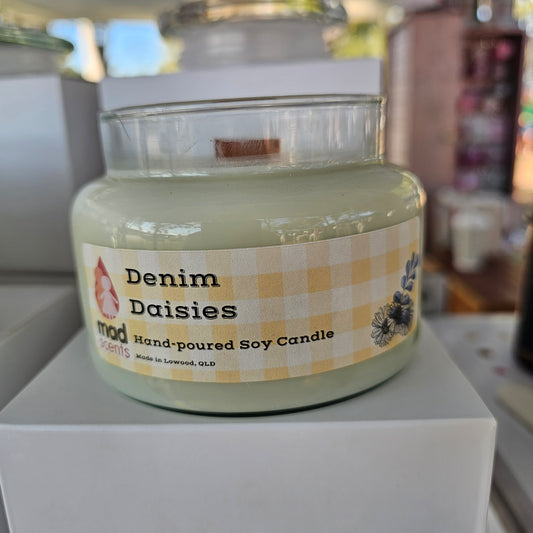 Denim
Daisies
mad
scents
Hand-poured Soy Candle
Made in Lowood, QLD